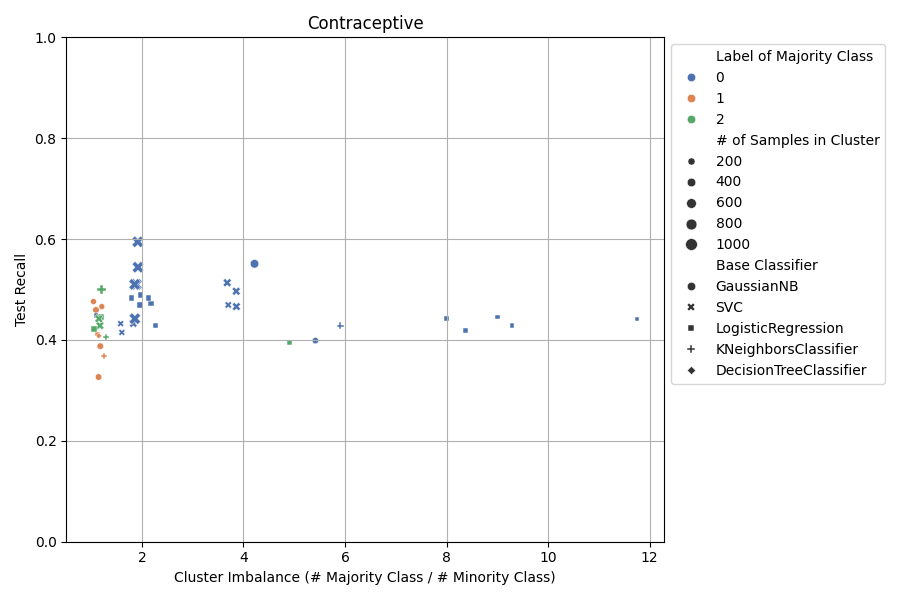 Contraceptive
1.0
0.8
0.6
0.4
0.2
0.0
Test Recall
2
4
6
8
10
12
Cluster Imbalance (# Majority Class / # Minority Class)
Label of Majority Class
0
1
2
# of Samples in Cluster
200
400
600
800
1000
Base Classifier
GaussianNB
SVC
LogisticRegression
KNeighborsClassifier
DecisionTreeClassifier